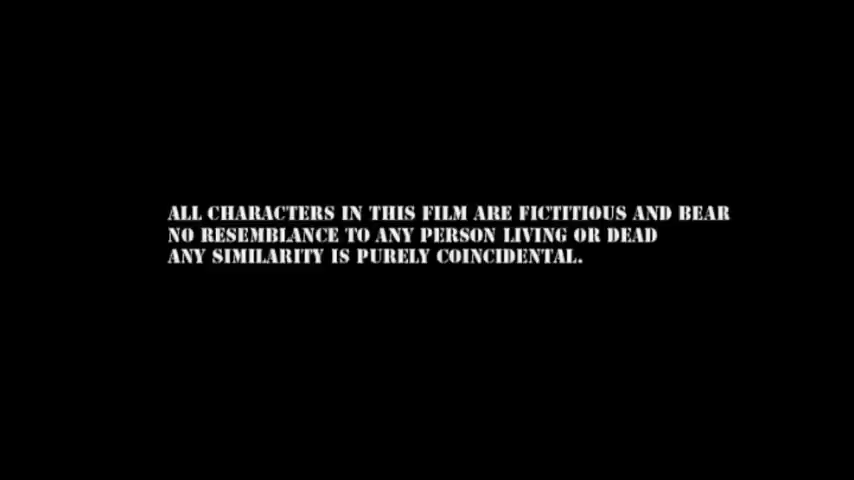 ALL CHARACTERS IN THIS FILM ARE FICTITIOUS AND BEAR
NO RESEMBLANCE TO ANY PERSON LIVING OR DEAD
ANY SIMILARITY IS PURELY COINCIDENTAL.